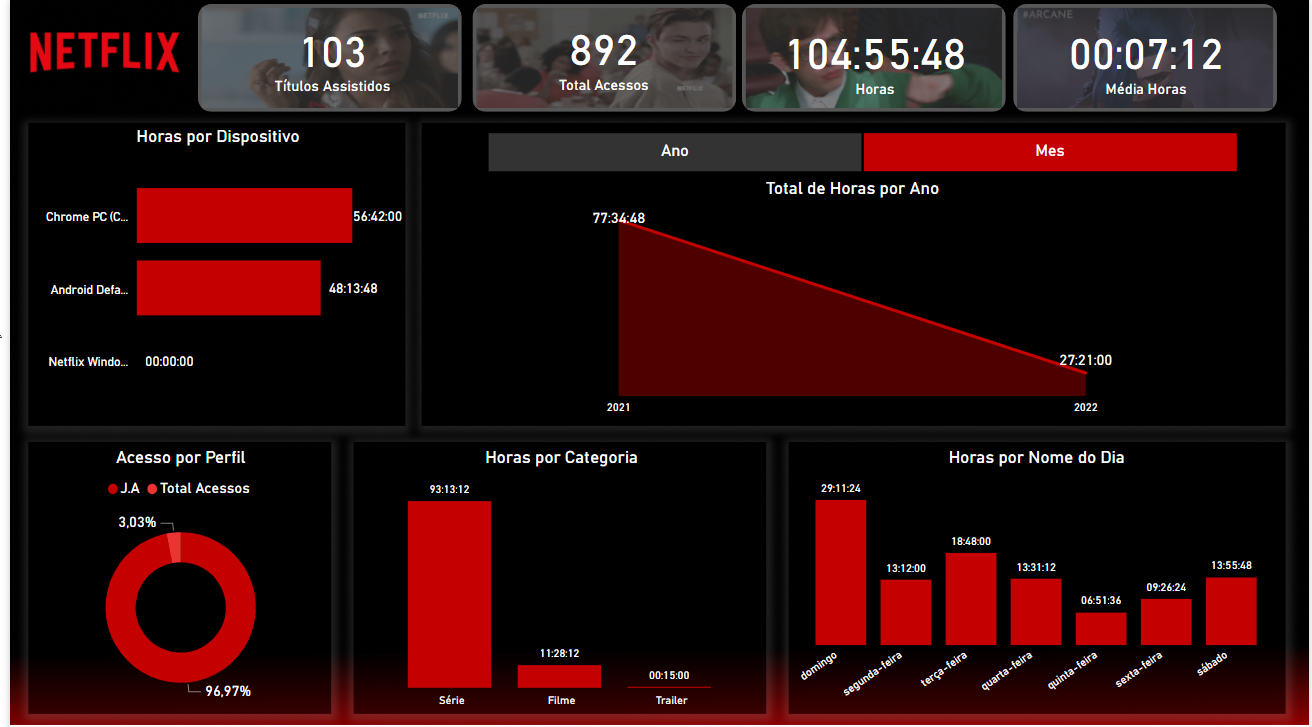 NETFLIX
NETFLIX
103
Títulos Assistidos
892
Total Acessos
NETFLIX
104:55:48
Horas
#ARCANE
00:07:12
Média Horas
Horas por Dispositivo
Chrome PC (C...
56:42:00
Android Defa...
48:13:48
Netflix Windo...
00:00:00
Ano
Mes
Total de Horas por Ano
77:34:48
27:21:00
2021
2022
Acesso por Perfil
J.A
Total Acessos
3,03%
96,97%
Horas por Categoria
93:13:12
11:28:12
00:15:00
Série
Filme
Trailer
Horas por Nome do Dia
29:11:24
13:12:00
18:48:00
13:31:12
06:51:36
09:26:24
13:55:48
domingo
segunda-feira
terça-feira
quarta-feira
quinta-feira
sexta-feira
sábado